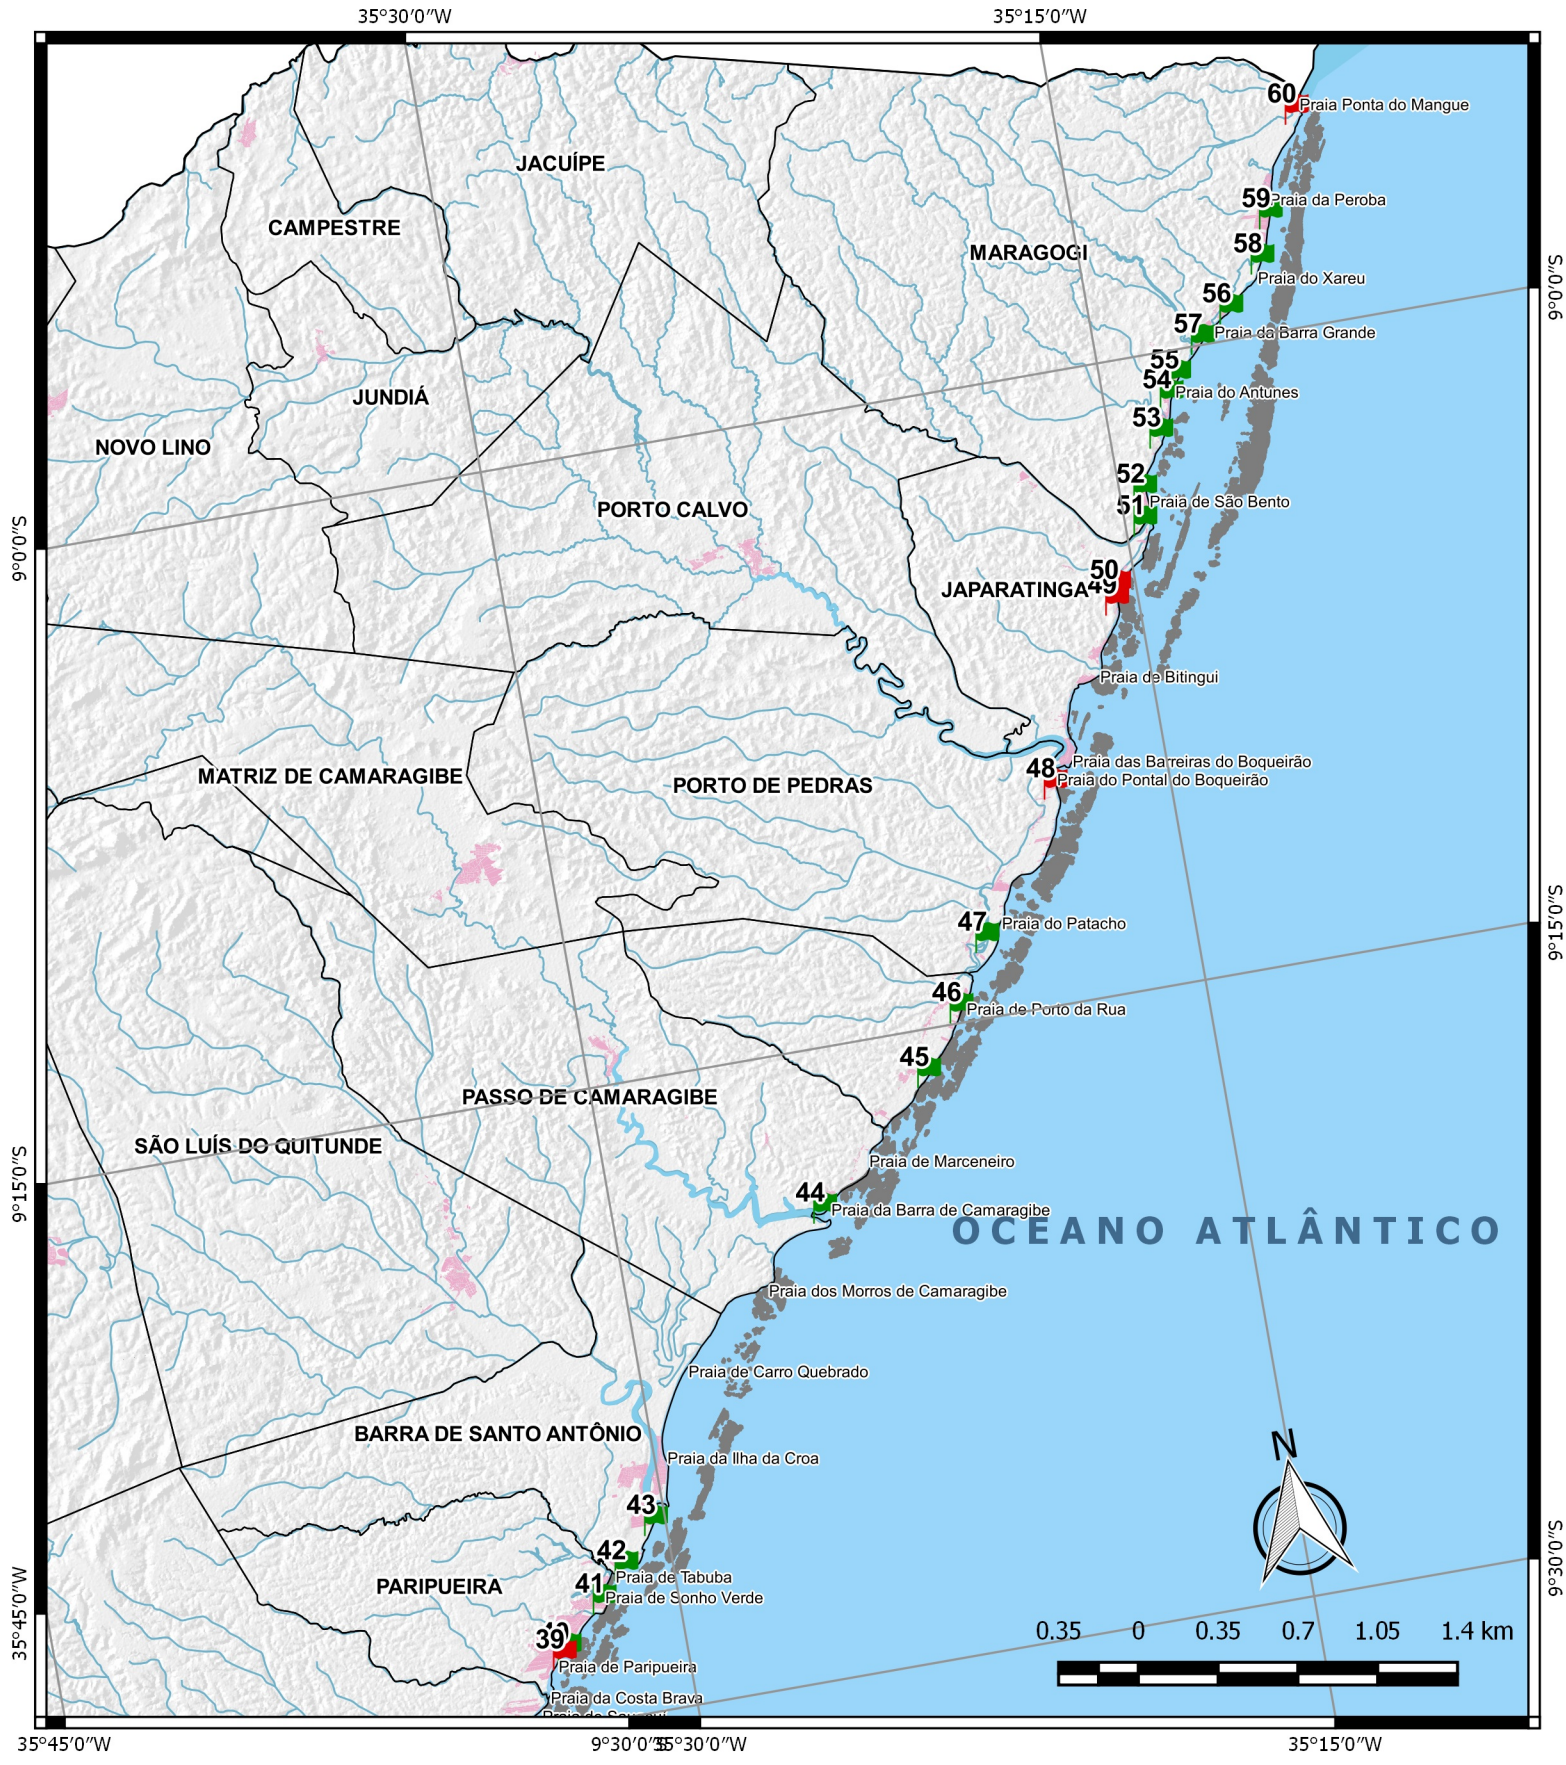 35°30′0″W
35°15′0″W
60
Praia Ponta do Mangue
JACUÍPE
59
Praia da Peroba
CAMPESTRE
58
MARAGOGI
Praia do Xareu
9°0′0″S
56
57
Praia da Barra Grande
55
54
Praia do Antunes
JUNDIÁ
53
NOVO LINO
52
51
Praia de São Bento
PORTO CALVO
9°0′0″S
50
JAPARATINGA
49
Praia de Bitingui
Praia das Barreiras do Boqueirão
48
Praia do Pontal do Boqueirão
MATRIZ DE CAMARAGIBE
PORTO DE PEDRAS
47
Praia do Patacho
9°15′0″S
46
Praia de Porto da Rua
45
PASSO DE CAMARAGIBE
SÃO LUÍS DO QUITUNDE
Praia de Marceneiro
9°15′0″S
44
Praia da Barra de Camaragibe
OCEANO ATLÂNTICO
Praia dos Morros de Camaragibe
Praia de Carro Quebrado
BARRA DE SANTO ANTÔNIO
Praia da Ilha da Croa
N
43
42
Praia de Tabuba
9°30′0″S
PARIPUEIRA
41
Praia de Sonho Verde
35°45′0″W
39
0.35 0 0.35 0.7 1.05 1.4 km
Praia de Paripueira
Praia da Costa Brava
35°45′0″W
9°30′0″S
35°30′0″W
35°15′0″W